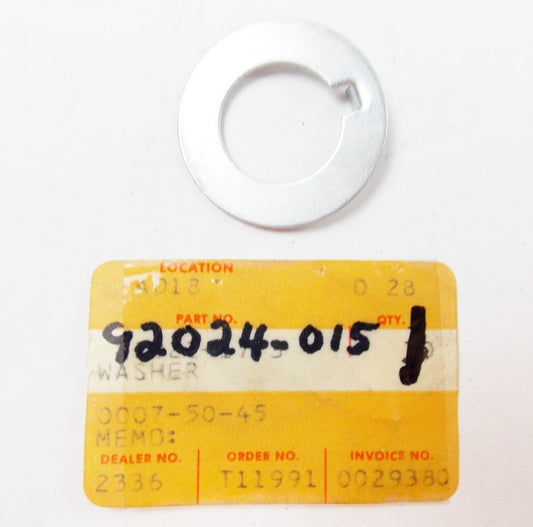 LOCATION
AD18 D 28
PART NO. QTY.
92024-015
WASHER
0007-50-45
MEMO:
DEALER NO. ORDER NO. INVOICE NO.
2336 T11991 0029380